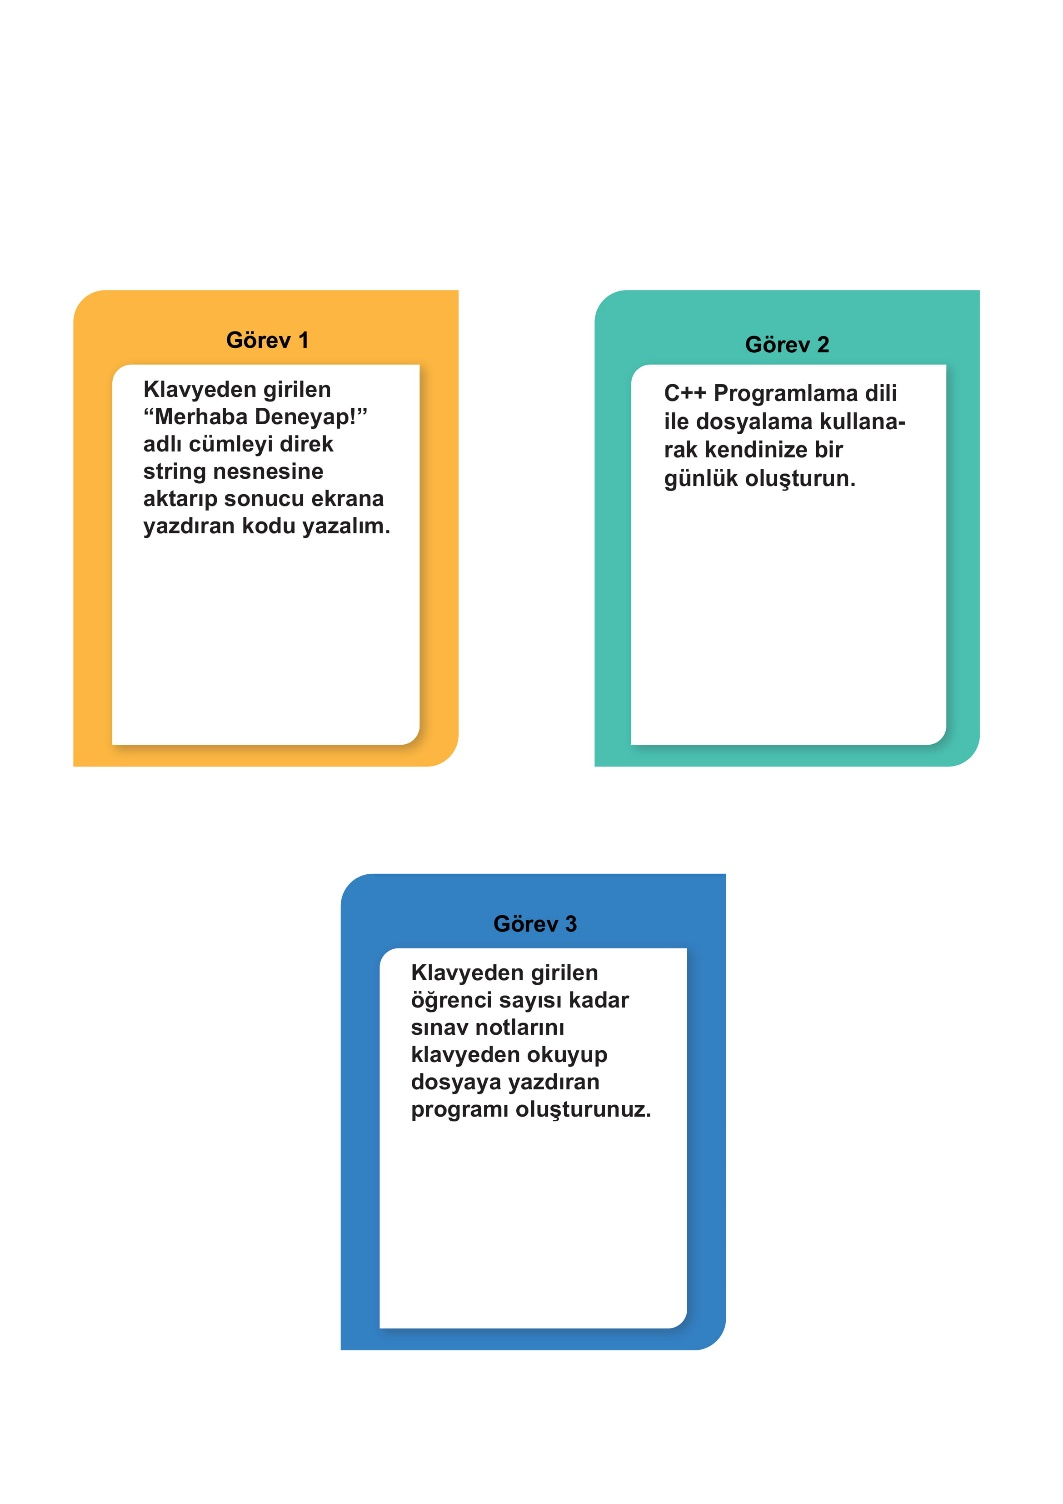 Görev 1
Klavyeden girilen
“Merhaba Deneyap!”
adlı cümleyi direk
string nesnesine
aktarıp sonucu ekrana
yazdıran kodu yazalım.
Görev 2
C++ Programlama dili
ile dosyalama kullana-
rak kendinize bir
günlük oluşturun.
Görev 3
Klavyeden girilen
öğrenci sayısı kadar
sınav notlarını
klavyeden okuyup
dosyaya yazdıran
programı oluşturunuz.